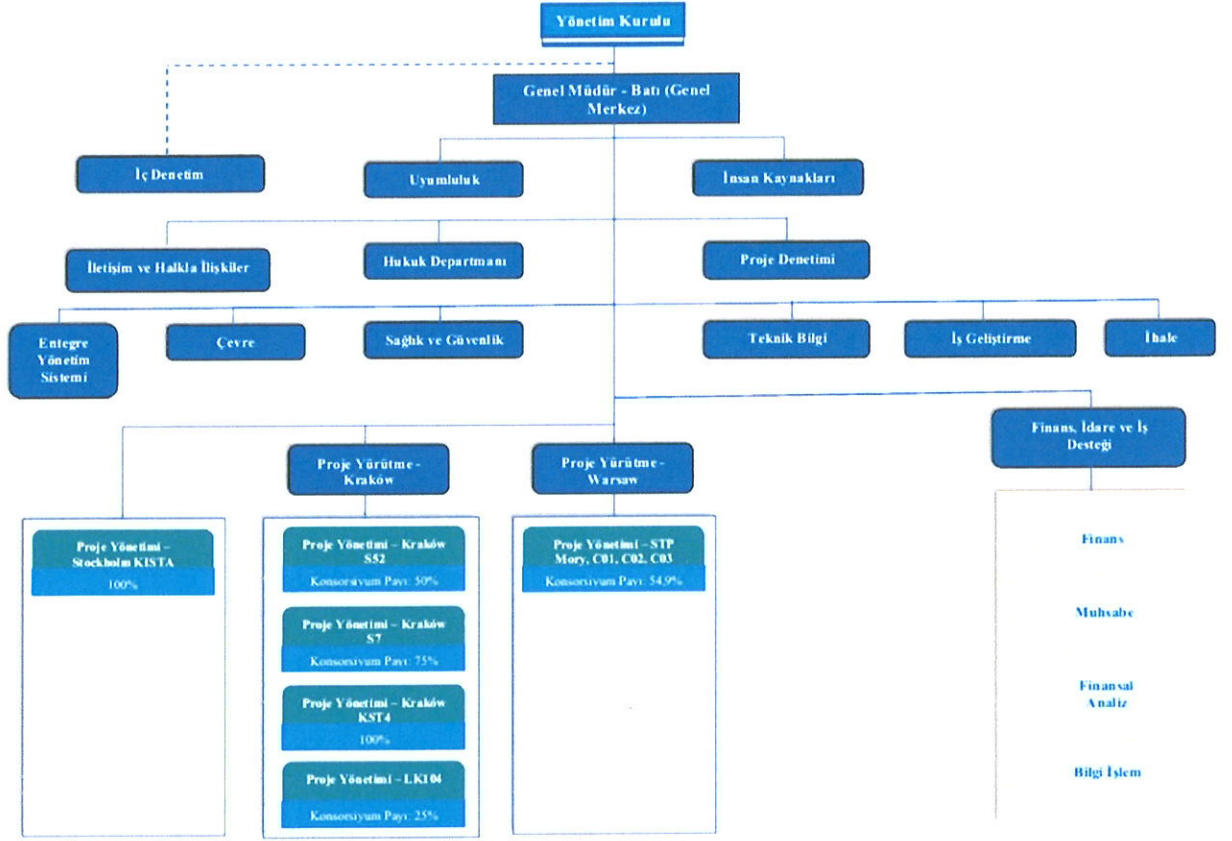 Yönetim Kurulu
Genel Müdür - Batı (Genel
Merkez)
İç Denetim
Uyumluluk
İnsan Kaynakları
İletişim ve Halkla İlişkiler
Hukuk Departmanı
Proje Denetimi
Entegre
Yönetim
Sistemi
Çevre
Sağlık ve Güvenlik
Teknik Bilgi
İş Geliştirme
İhale
Finans, İdare ve İş
Desteği
Proje Yürütme -
Kraków
Proje Yürütme -
Warsaw
Proje Yönetimi –
Stockholm KISTA
100%
Proje Yönetimi – Kraków
S52
Konsorsiyum Payı: 50%
Proje Yönetimi – Kraków
S7
Konsorsiyum Payı: 75%
Proje Yönetimi – Kraków
KST4
100%
Proje Yönetimi – LK104
Konsorsiyum Payı: 25%
Proje Yönetimi – STP
Mory, C01, C02, C03
Konsorsiyum Payı: 54,9%
Finans
Muhsabe
Finansal
Analiz
Bilgi İşlem